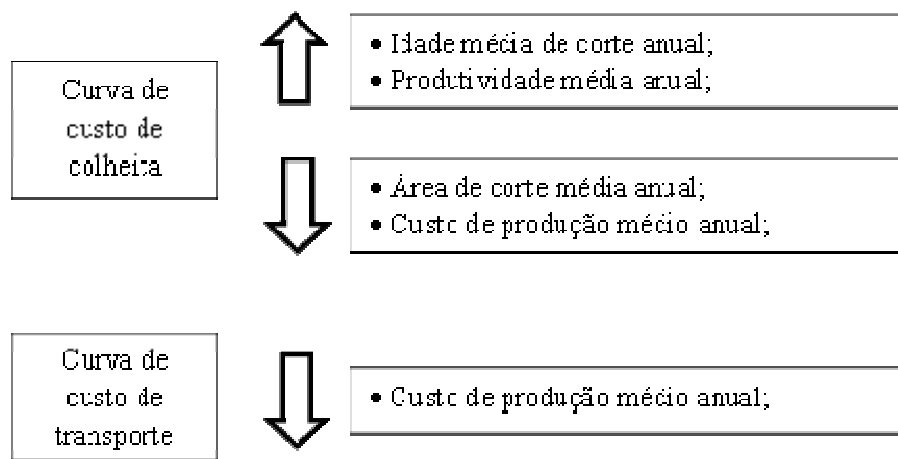 • Idade média de corte anual;
• Produtividade média anual;
Curva de
custo de
colheita
• Área de corte média anual;
• Custo de produção médio anual;
Curva de
custo de
transporte
• Custo de produção médio anual;